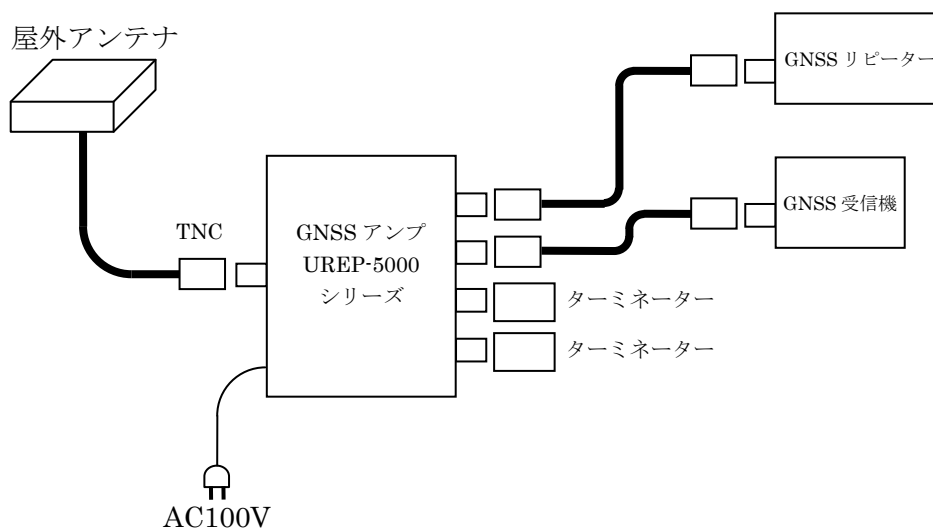 屋外アンテナ
TNC
GNSS アンプ
UREP-5000
シリーズ
GNSS リピーター
GNSS 受信機
ターミネーター
ターミネーター
AC100V